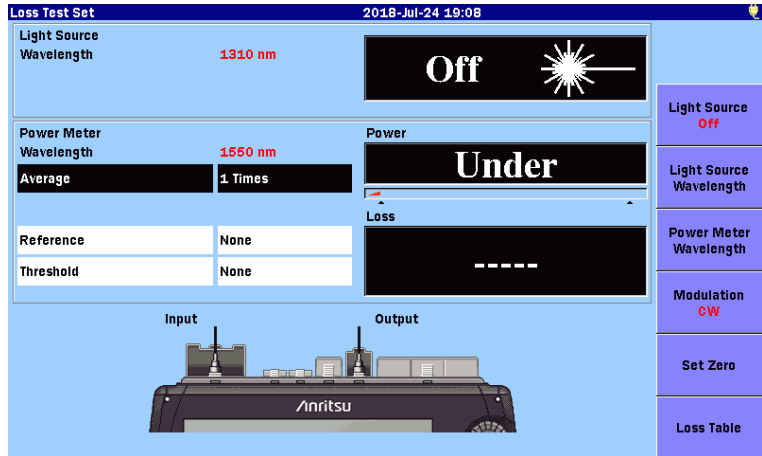 Loss Test Set 2018-Jul-24 19:08
Light Source
Wavelength 1310 nm
Off
Power Meter
Wavelength 1550 nm
Average 1 Times
Reference None
Threshold None
Power
Under
Loss
-----
Input Output
Anritsu
Light Source
Off
Light Source
Wavelength
Power Meter
Wavelength
Modulation
CW
Set Zero
Loss Table